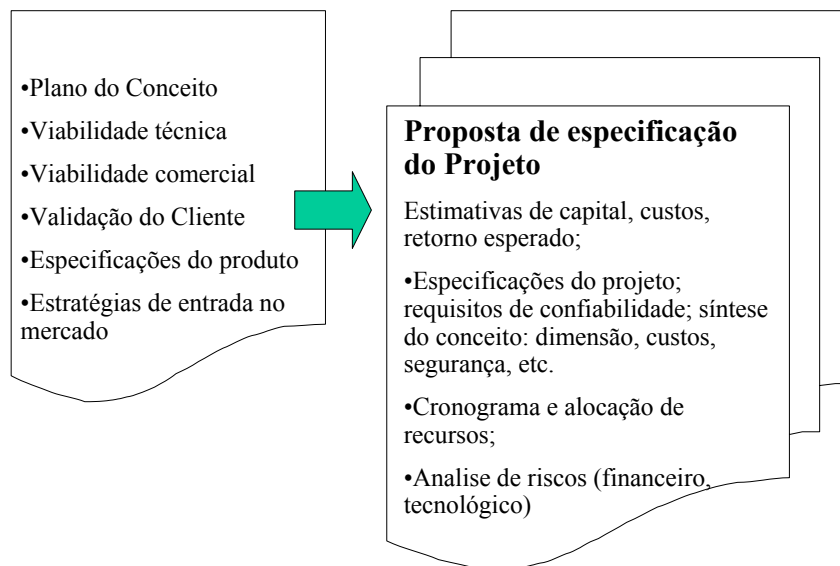 •Plano do Conceito
•Viabilidade técnica
•Viabilidade comercial
•Validação do Cliente
•Especificações do produto
•Estratégias de entrada no
mercado
Proposta de especificação
do Projeto
Estimativas de capital, custos,
retorno esperado;
•Especificações do projeto;
requisitos de confiabilidade; síntese
do conceito: dimensão, custos,
segurança, etc.
•Cronograma e alocação de
recursos;
•Analise de riscos (financeiro,
tecnológico)